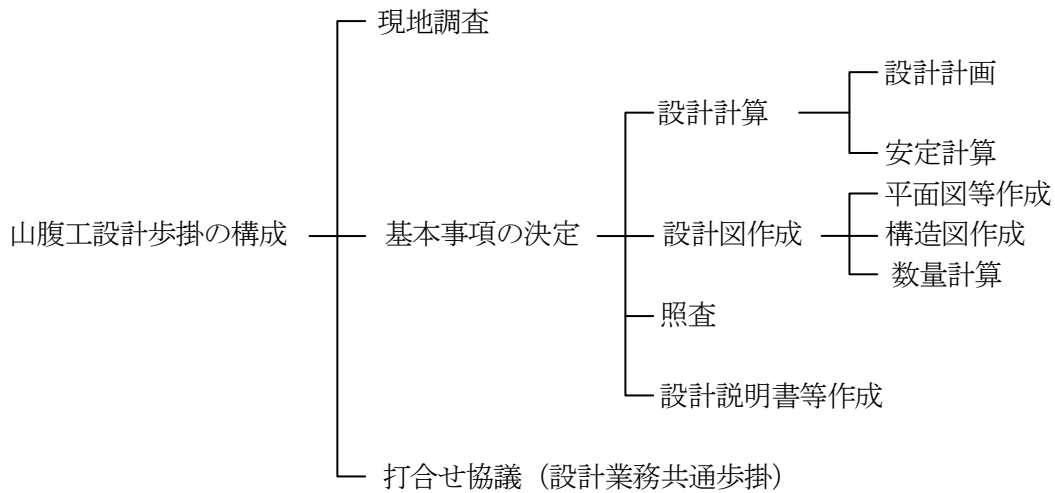 現地調査
設計計画
設計計算
安定計算
平面図等作成
山腹工設計歩掛の構成
基本事項の決定
設計図作成
構造図作成
数量計算
照査
設計説明書等作成
打合せ協議（設計業務共通歩掛）